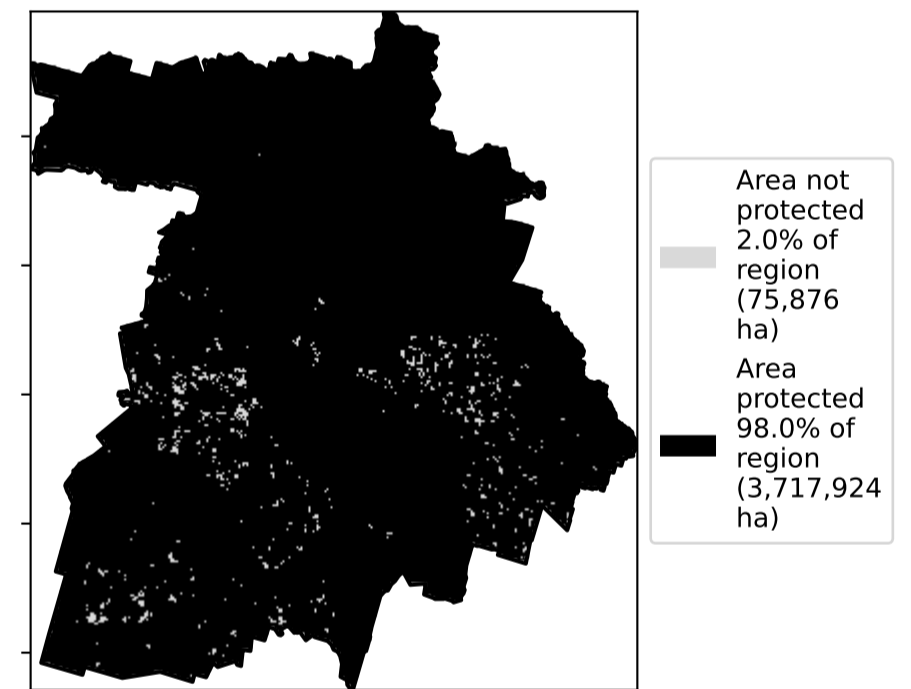 Area not
protected
2.0% of
region
(75,876
ha)
Area
protected
98.0% of
region
(3,717,924
ha)